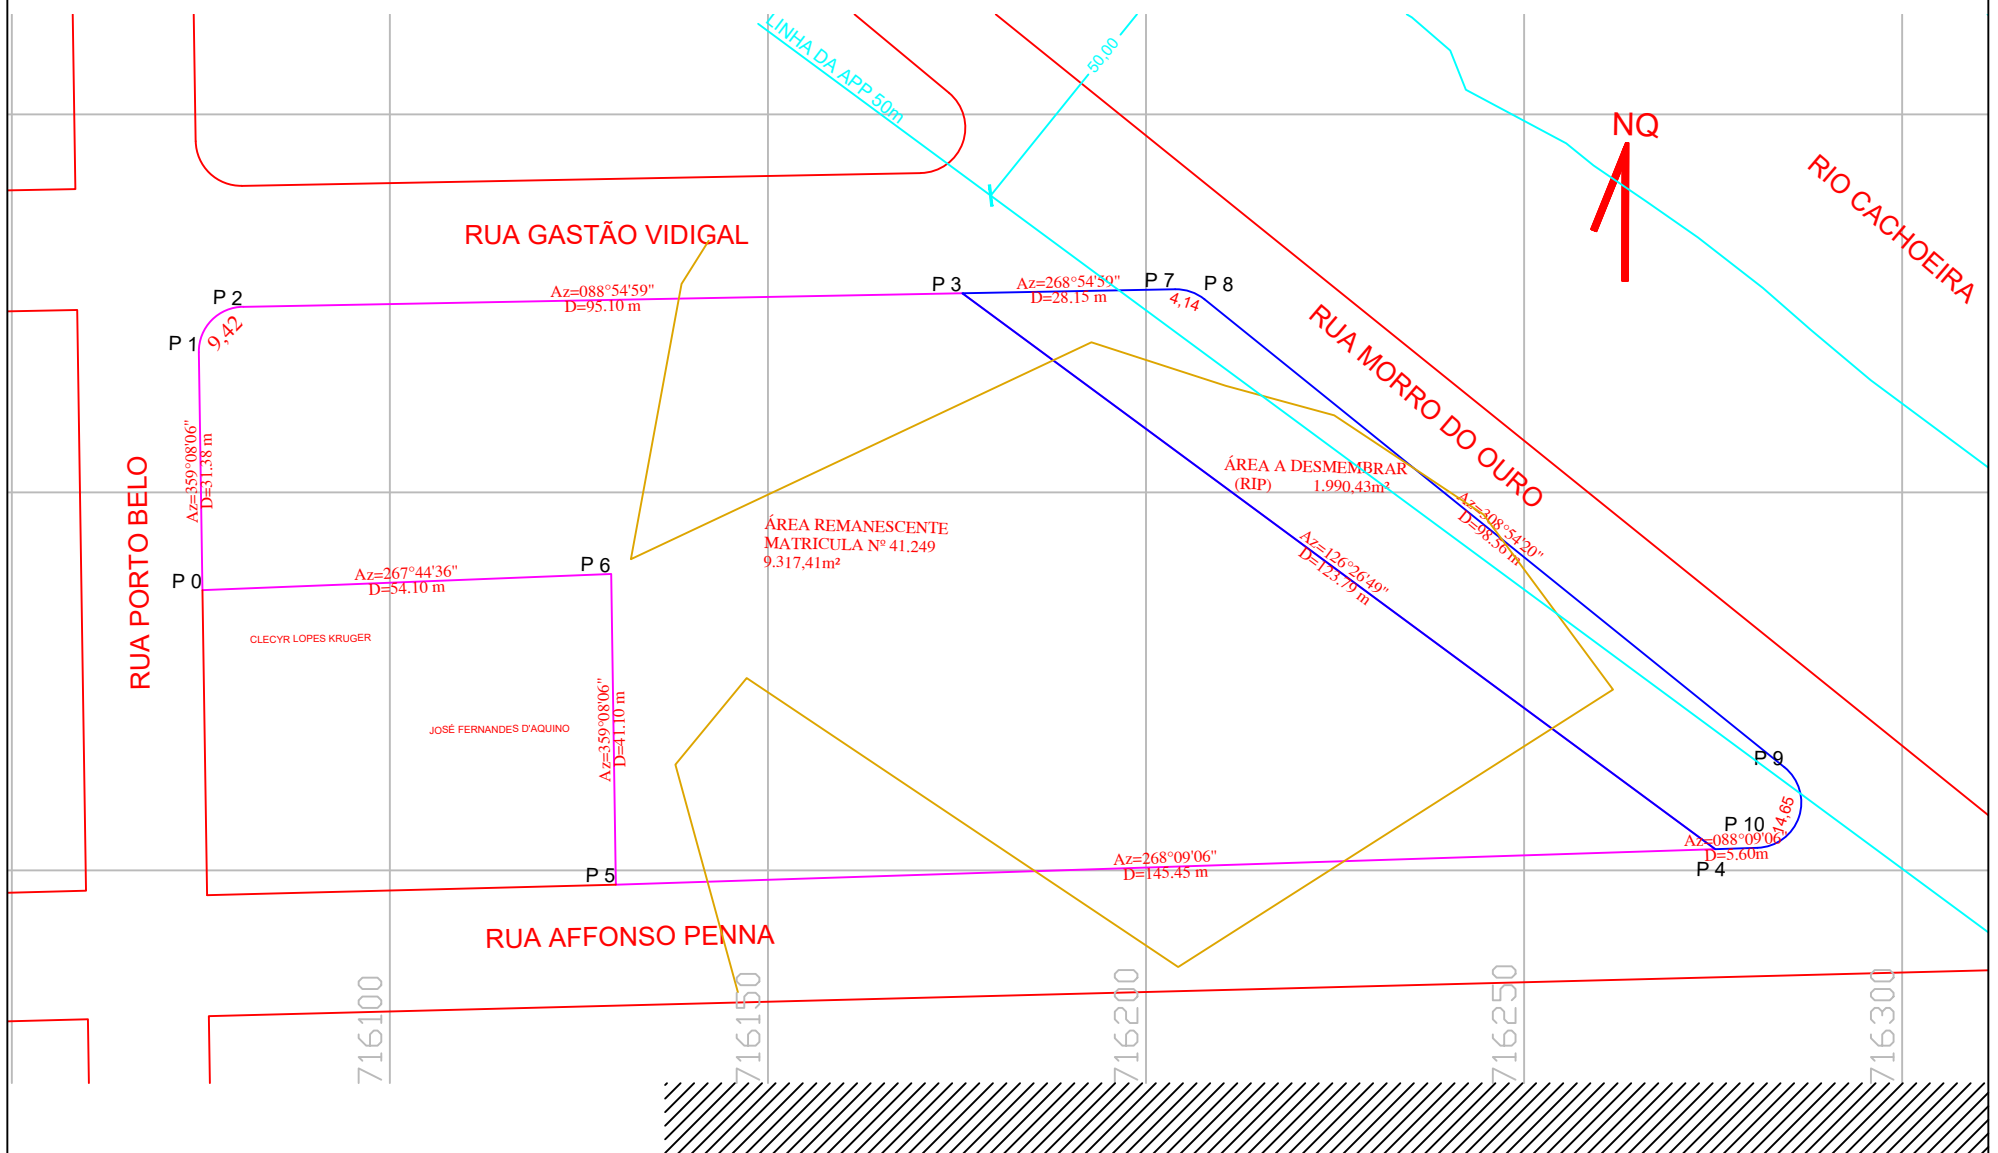 LINHA DA APP 50m
50,00
NQ
RIO CACHOEIRA
RUA GASTÃO VIDIGAL
P 2
Az=088°54'59"
D=95.10 m
P 3
Az=268°54'59"
D=28.15 m
P 7
P 8
4,14
P 1
9,42
RUA MORRO DO OURO
Az=359°08'06"
D=31.38 m
RUA PORTO BELO
ÁREA A DESMEMBRAR
(RIP) 1.990,43m²
Az=308°54'20"
D=98.56 m
ÁREA REMANESCENTE
MATRICULA Nº 41.249
9.317,41m²
Az=126°26'49"
D=123.79 m
P 0
Az=267°44'36"
D=54.10 m
P 6
CLECYR LOPES KRUGER
JOSÉ FERNANDES D'AQUINO
Az=359°08'06"
D=41.10 m
P 9
14,65
P 10
Az=088°09'06"
D=5.60m
P 4
Az=268°09'06"
D=145.45 m
P 5
RUA AFFONSO PENNA
716100
716150
716200
716250
716300